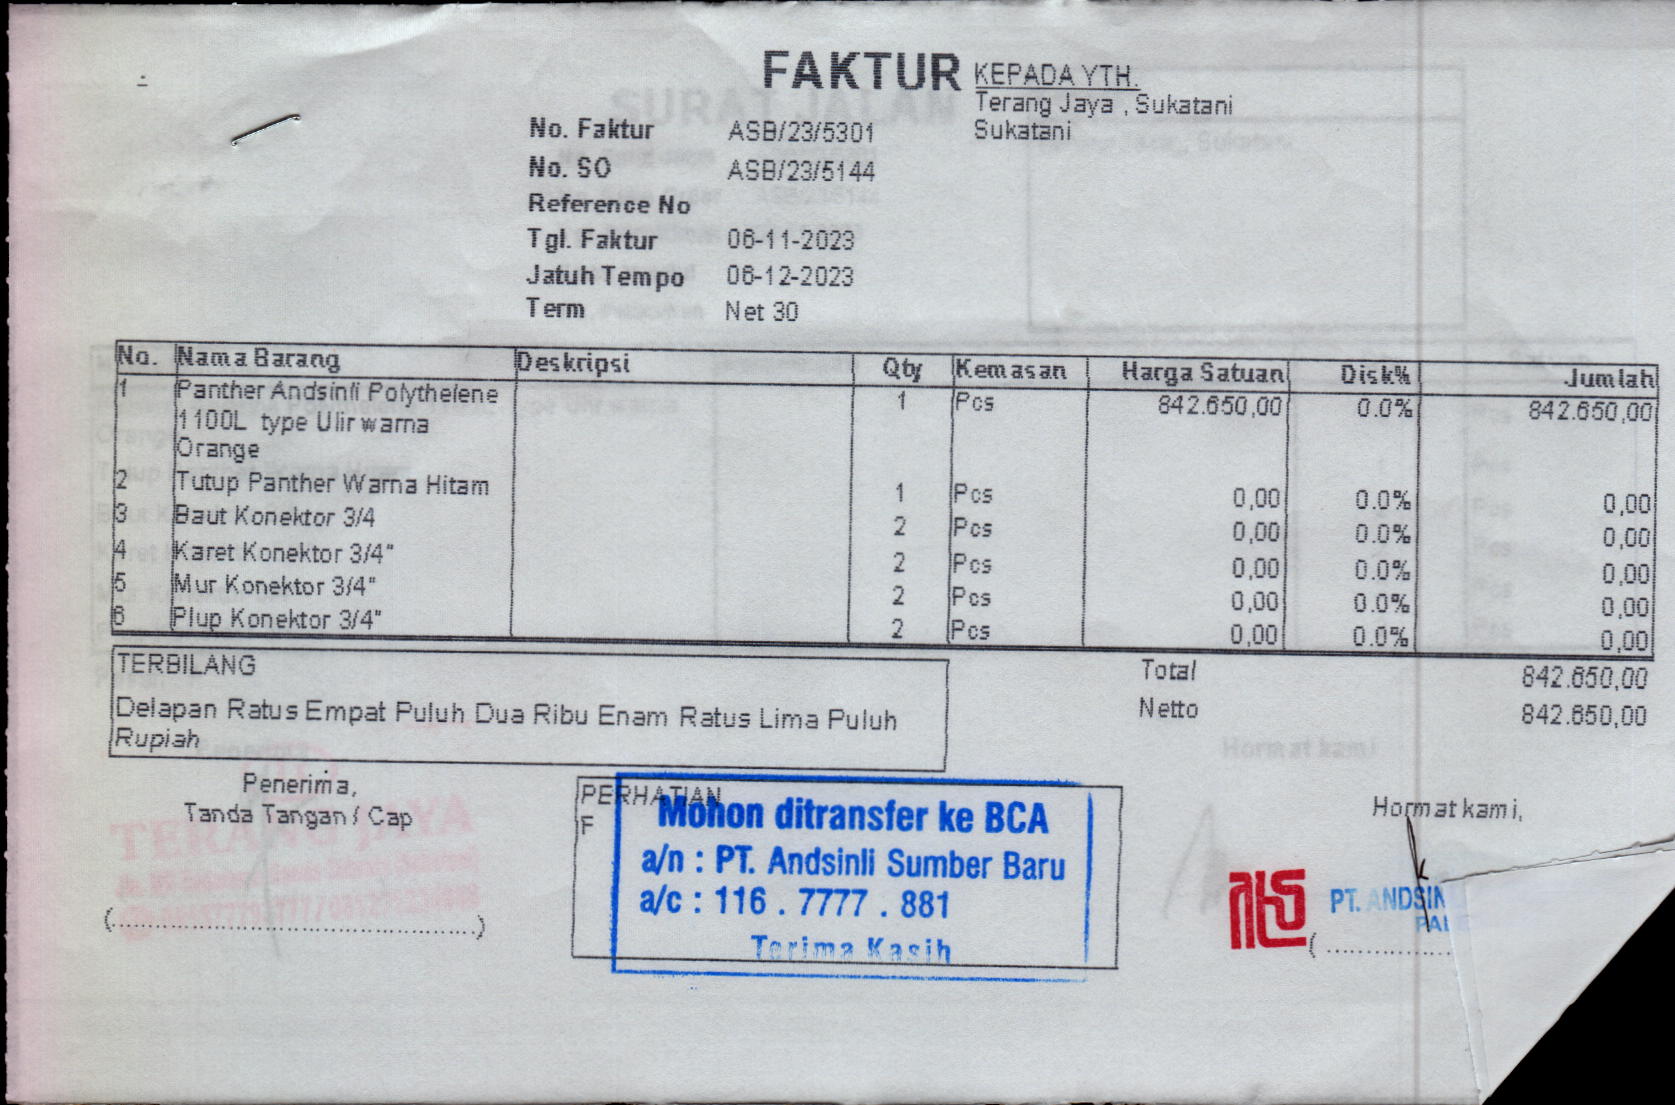 FAKTUR
KEPADA YTH.
Terang Jaya , Sukatani
Sukatani
No. Faktur ASB/23/5301
No. SO ASB/23/5144
Reference No
Tgl. Faktur 06-11-2023
Jatuh Tempo 06-12-2023
Term Net 30
No. Nama Barang Deskripsi Qty Kemasan Harga Satuan Disk% Jumlah
1 Panther Andsinli Polythelene 1 Pcs 842.650,00 0.0% 842.650,00
1100L type Ulir warna
Orange
2 Tutup Panther Warna Hitam 1 Pcs 0,00 0.0% 0,00
3 Baut Konektor 3/4 2 Pcs 0,00 0.0% 0,00
4 Karet Konektor 3/4" 2 Pcs 0,00 0.0% 0,00
5 Mur Konektor 3/4" 2 Pcs 0,00 0.0% 0,00
6 Plup Konektor 3/4" 2 Pcs 0,00 0.0% 0,00
TERBILANG
Delapan Ratus Empat Puluh Dua Ribu Enam Ratus Lima Puluh
Rupiah
Total 842.650,00
Netto 842.650,00
Penerima,
Tanda Tangan / Cap
TERANG JAYA
(..........................................)
PERHATIAN
F
Mohon ditransfer ke BCA
a/n : PT. Andsinli Sumber Baru
a/c : 116 . 7777 . 881
Terima Kasih
Hormat kami,
PT. ANDSIN
(..............
SURAT JALAN
Hormat kami